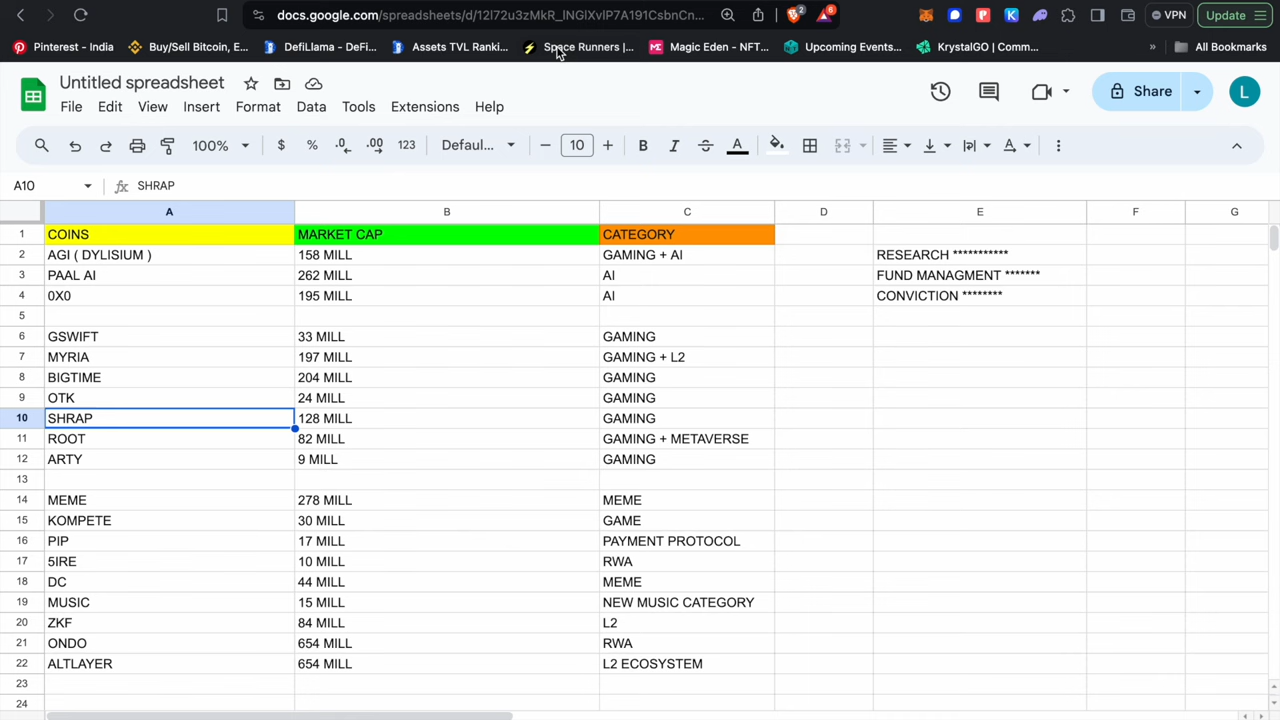 docs.google.com/spreadsheets/d/12l72u3zMkR_lNGlXvlP7A191CsbnCn...
2
6
VPN
Update
Pinterest - India
Buy/Sell Bitcoin, E...
DefiLlama - DeFi...
Assets TVL Ranki...
Space Runners |...
Magic Eden - NFT...
Upcoming Events...
KrystalGO | Comm...
»
All Bookmarks
Untitled spreadsheet
File Edit View Insert Format Data Tools Extensions Help
Share
L
100% $ % .0 .00 123 Defaul... − 10 + B I S A
A10 fx SHRAP
A B C D E F G
1 COINS MARKET CAP CATEGORY
2 AGI ( DYLISIUM ) 158 MILL GAMING + AI RESEARCH ***********
3 PAAL AI 262 MILL AI FUND MANAGMENT *******
4 0X0 195 MILL AI CONVICTION ********
5
6 GSWIFT 33 MILL GAMING
7 MYRIA 197 MILL GAMING + L2
8 BIGTIME 204 MILL GAMING
9 OTK 24 MILL GAMING
10 SHRAP 128 MILL GAMING
11 ROOT 82 MILL GAMING + METAVERSE
12 ARTY 9 MILL GAMING
13
14 MEME 278 MILL MEME
15 KOMPETE 30 MILL GAME
16 PIP 17 MILL PAYMENT PROTOCOL
17 5IRE 10 MILL RWA
18 DC 44 MILL MEME
19 MUSIC 15 MILL NEW MUSIC CATEGORY
20 ZKF 84 MILL L2
21 ONDO 654 MILL RWA
22 ALTLAYER 654 MILL L2 ECOSYSTEM
23
24